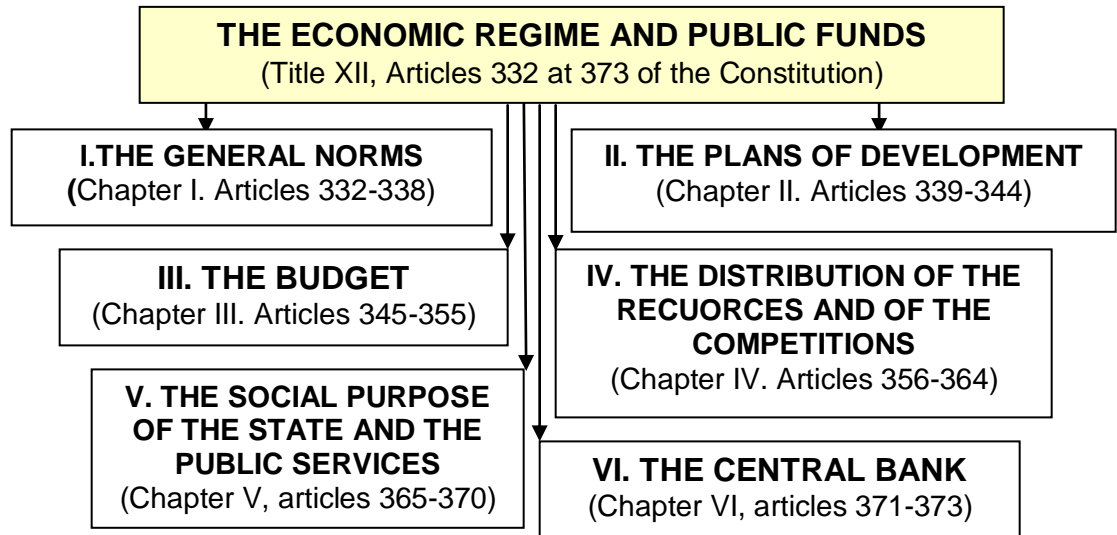 THE ECONOMIC REGIME AND PUBLIC FUNDS
(Title XII, Articles 332 at 373 of the Constitution)
I.THE GENERAL NORMS
(Chapter I. Articles 332-338)
II. THE PLANS OF DEVELOPMENT
(Chapter II. Articles 339-344)
III. THE BUDGET
(Chapter III. Articles 345-355)
IV. THE DISTRIBUTION OF THE
RECUORCES AND OF THE
COMPETITIONS
(Chapter IV. Articles 356-364)
V. THE SOCIAL PURPOSE
OF THE STATE AND THE
PUBLIC SERVICES
(Chapter V, articles 365-370)
VI. THE CENTRAL BANK
(Chapter VI, articles 371-373)